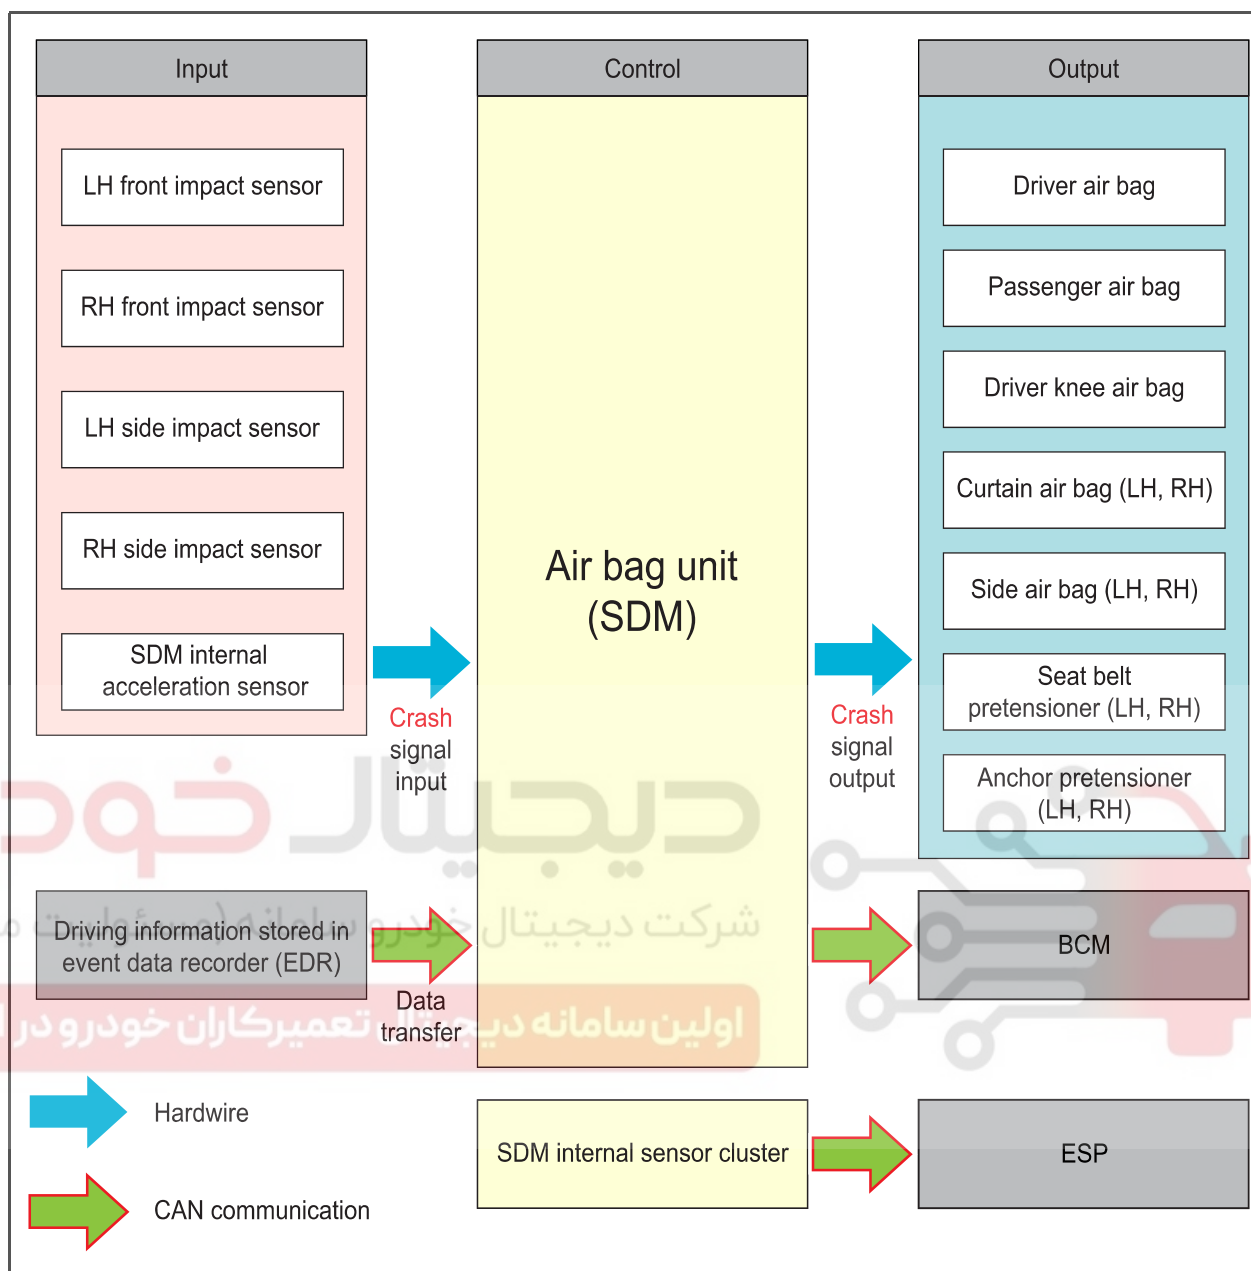 Input
Control
Output
LH front impact sensor
RH front impact sensor
LH side impact sensor
RH side impact sensor
SDM internal
acceleration sensor
Crash
signal
input
Air bag unit
(SDM)
Crash
signal
output
Driver air bag
Passenger air bag
Driver knee air bag
Curtain air bag (LH, RH)
Side air bag (LH, RH)
Seat belt
pretensioner (LH, RH)
Anchor pretensioner
(LH, RH)
دیجیتال خود
شرکت دیجیتال خودرو سامانه (مسئولیت
اولین سامانه دیجیتال تعمیرکاران خودرو در
Driving information stored in
event data recorder (EDR)
Data
transfer
BCM
Hardwire
CAN communication
SDM internal sensor cluster
ESP